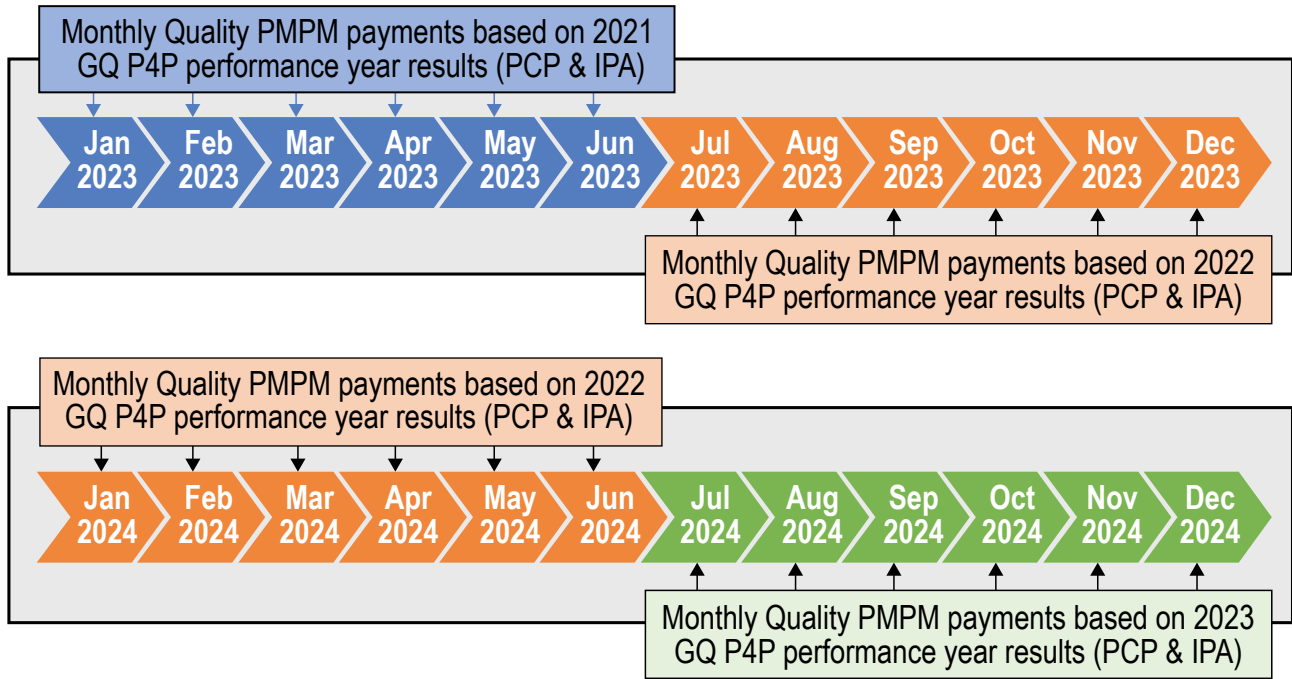 Monthly Quality PMPM payments based on 2021
GQ P4P performance year results (PCP & IPA)
Jan Feb Mar Apr May Jun Jul Aug Sep Oct Nov Dec
2023 2023 2023 2023 2023 2023 2023 2023 2023 2023 2023 2023
Monthly Quality PMPM payments based on 2022
GQ P4P performance year results (PCP & IPA)
Monthly Quality PMPM payments based on 2022
GQ P4P performance year results (PCP & IPA)
Jan Feb Mar Apr May Jun Jul Aug Sep Oct Nov Dec
2024 2024 2024 2024 2024 2024 2024 2024 2024 2024 2024 2024
Monthly Quality PMPM payments based on 2023
GQ P4P performance year results (PCP & IPA)